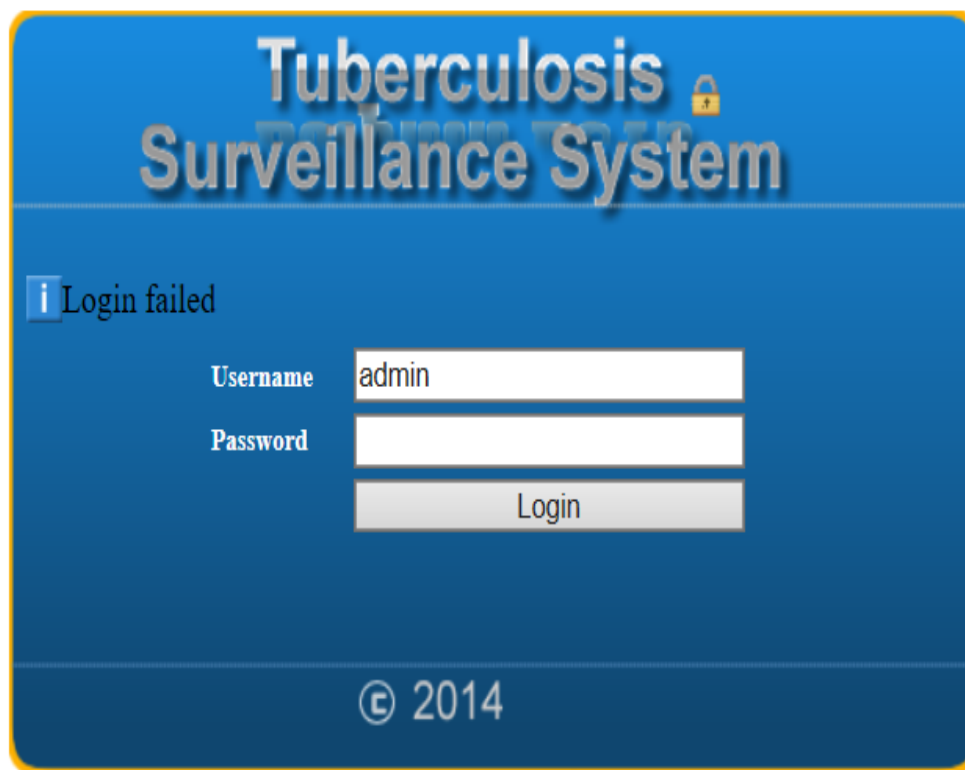 Tuberculosis
Surveillance System
i Login failed
Username admin
Password
Login
© 2014